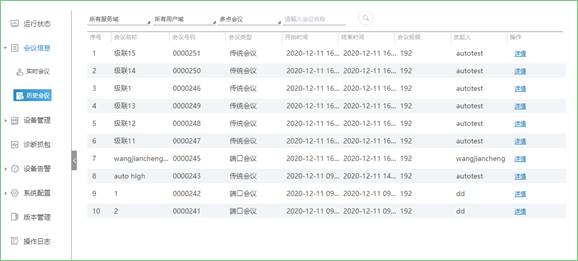 运行状态
会议信息
实时会议
历史会议
设备管理
诊断抓包
设备告警
系统配置
版本管理
操作日志
所有服务域 所有用户域 多点会议 请输入会议名称
序号 会议名称 会议号码 会议类型 开始时间 结束时间 会议规模 发起人 操作
1 级联15 0000251 传统会议 2020-12-11 16... 2020-12-11 16... 192 autotest 详情
2 级联14 0000250 传统会议 2020-12-11 16... 2020-12-11 16... 192 autotest 详情
3 级联1 0000246 传统会议 2020-12-11 16... 2020-12-11 16... 192 autotest 详情
4 级联13 0000249 传统会议 2020-12-11 16... 2020-12-11 16... 192 autotest 详情
5 级联12 0000248 传统会议 2020-12-11 16... 2020-12-11 16... 192 autotest 详情
6 级联11 0000247 传统会议 2020-12-11 16... 2020-12-11 16... 192 autotest 详情
7 wangjiancheng... 0000245 端口会议 2020-12-11 16... 2020-12-11 16... 192 wangjiancheng 详情
8 auto high 0000243 传统会议 2020-12-11 16... 2020-12-11 14... 192 autotest 详情
9 1 0000242 端口会议 2020-12-11 09... 2020-12-11 09... 192 dd 详情
10 2 0000241 端口会议 2020-12-11 09... 2020-12-11 09... 192 dd 详情